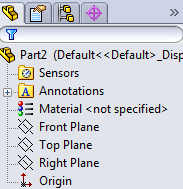 Part2 (Default<<Default>_Disp
Sensors
Annotations
Material <not specified>
Front Plane
Top Plane
Right Plane
Origin